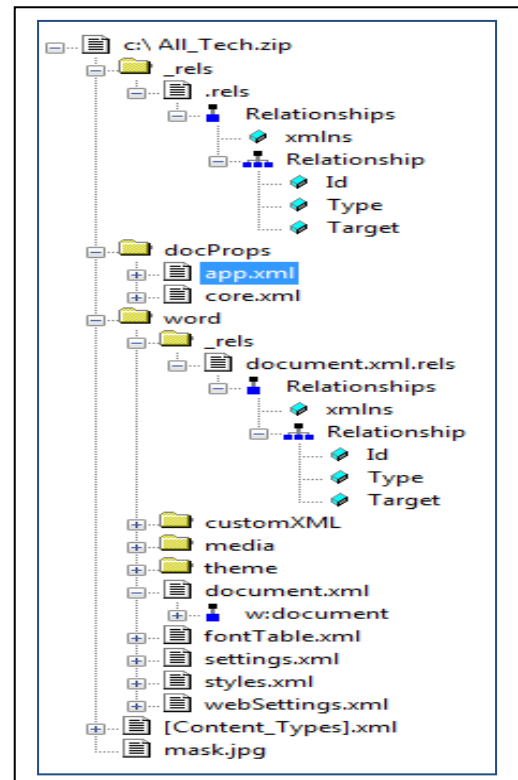 c:\ All_Tech.zip
_rels
.rels
Relationships
xmlns
Relationship
Id
Type
Target
docProps
app.xml
core.xml
word
_rels
document.xml.rels
Relationships
xmlns
Relationship
Id
Type
Target
customXML
media
theme
document.xml
w:document
fontTable.xml
settings.xml
styles.xml
webSettings.xml
[Content_Types].xml
mask.jpg